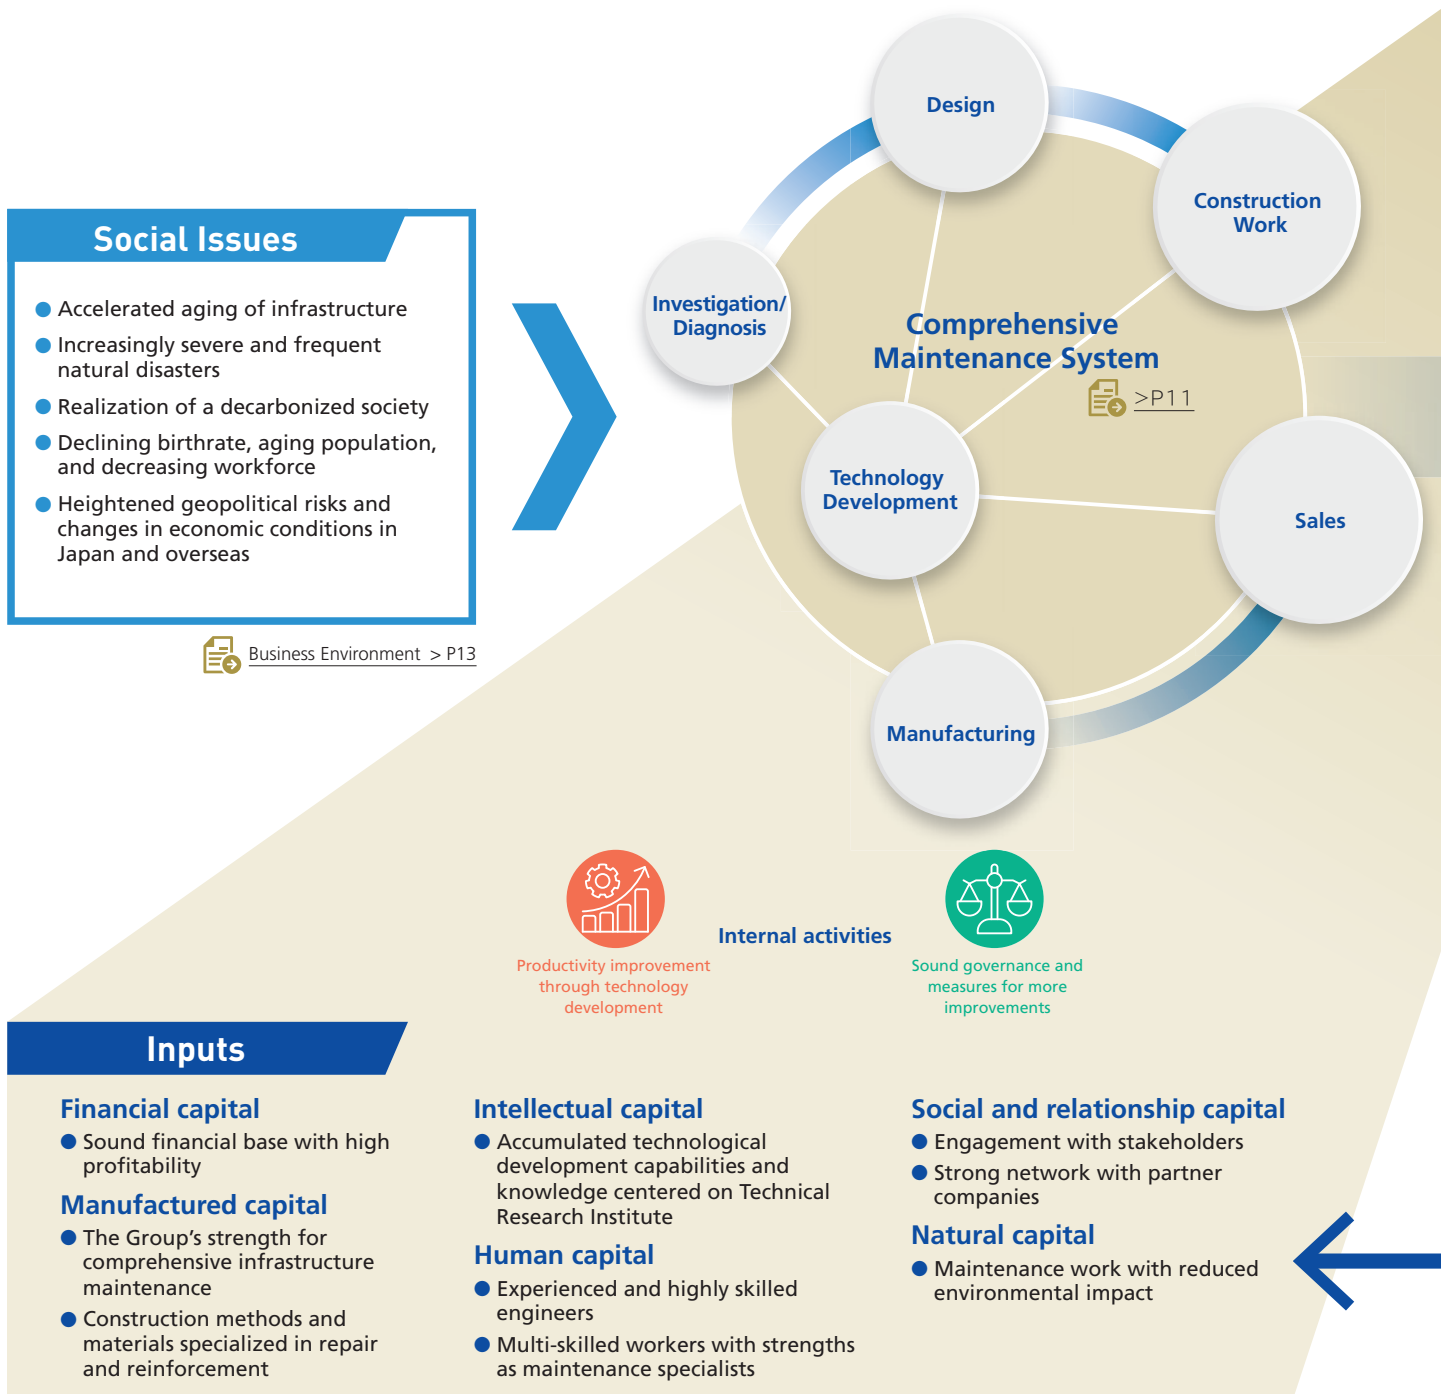 Social Issues
Accelerated aging of infrastructure
Increasingly severe and frequent
natural disasters
Realization of a decarbonized society
Declining birthrate, aging population,
and decreasing workforce
Heightened geopolitical risks and
changes in economic conditions in
Japan and overseas
Business Environment > P13
Design
Construction
Work
Investigation/
Diagnosis
Comprehensive
Maintenance System
>P11
Technology
Development
Sales
Manufacturing
Productivity improvement
through technology
development
Internal activities
Sound governance and
measures for more
improvements
Inputs
Financial capital
● Sound financial base with high
profitability
Manufactured capital
● The Group’s strength for
comprehensive infrastructure
maintenance
● Construction methods and
materials specialized in repair
and reinforcement
Intellectual capital
● Accumulated technological
development capabilities and
knowledge centered on Technical
Research Institute
Human capital
● Experienced and highly skilled
engineers
● Multi-skilled workers with strengths
as maintenance specialists
Social and relationship capital
● Engagement with stakeholders
● Strong network with partner
companies
Natural capital
● Maintenance work with reduced
environmental impact